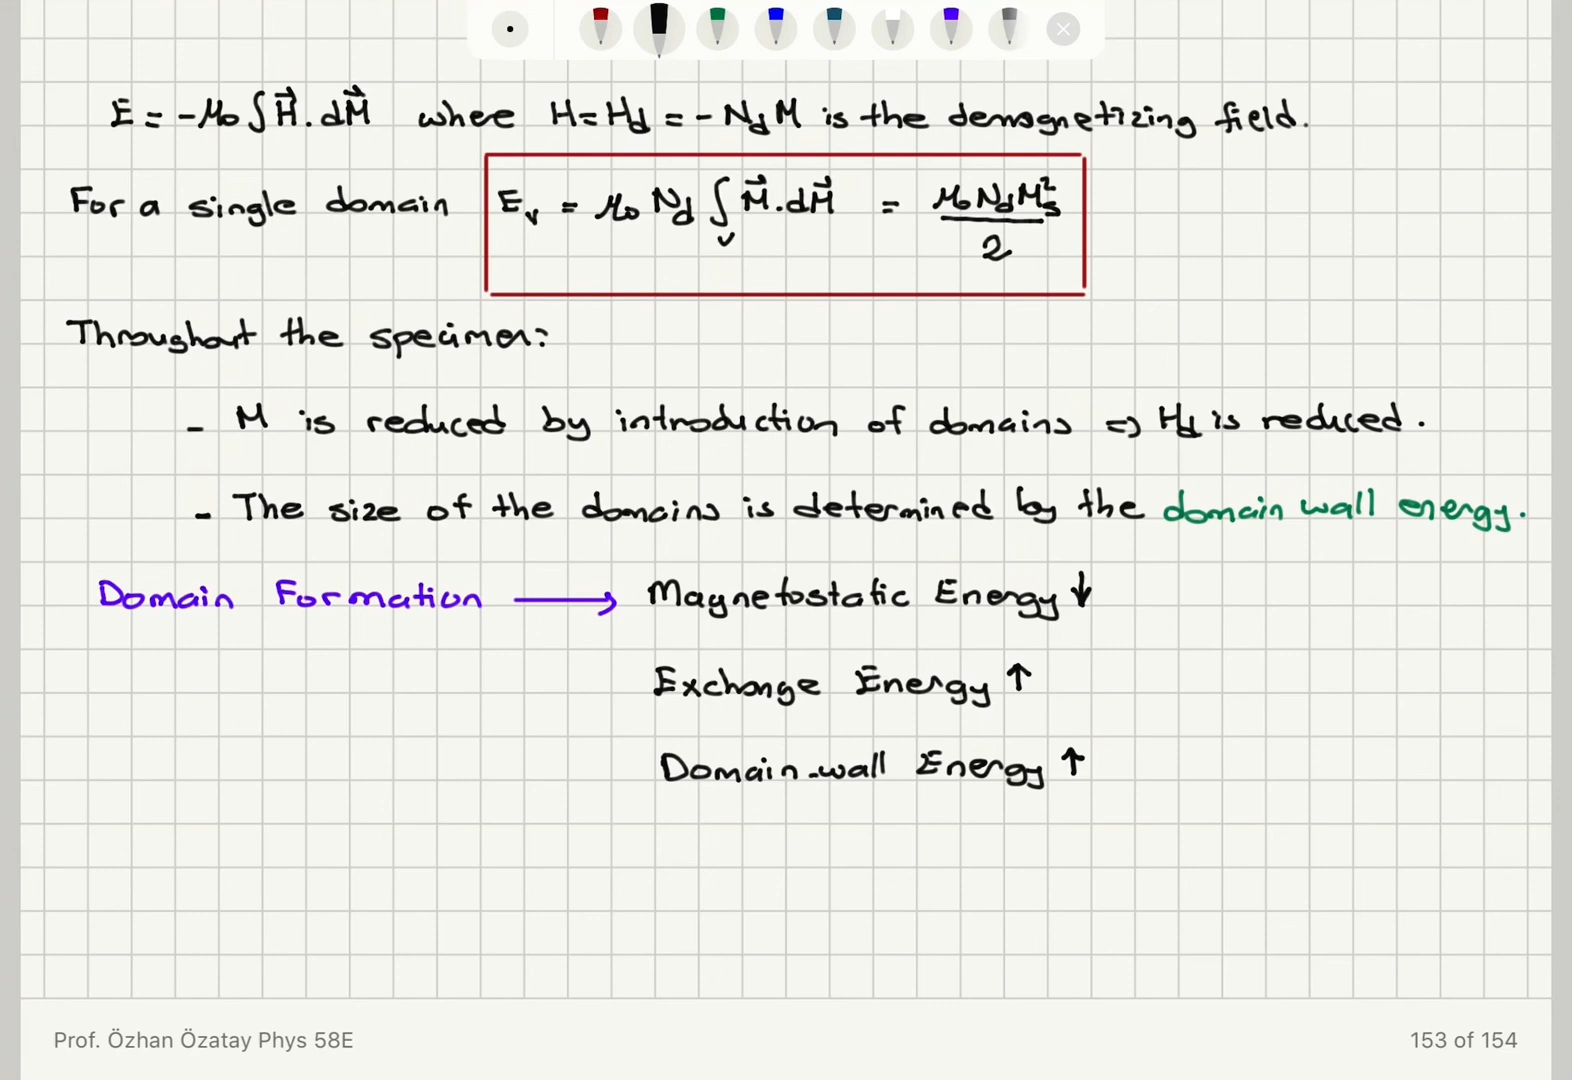 E = -μ₀ ∫H⃗.dM⃗ where H = H_d = - N_d M is the demagnetizing field.
For a single domain E_v = μ₀ N_d ∫_v M⃗.dM⃗ = μ₀ N_d M_s² / 2
Throughout the specimen:
- M is reduced by introduction of domains => H_d is reduced.
- The size of the domains is determined by the domain wall energy.
Domain Formation → Magnetostatic Energy ↓
Exchange Energy ↑
Domain-wall Energy ↑
Prof. Özhan Özatay Phys 58E
153 of 154